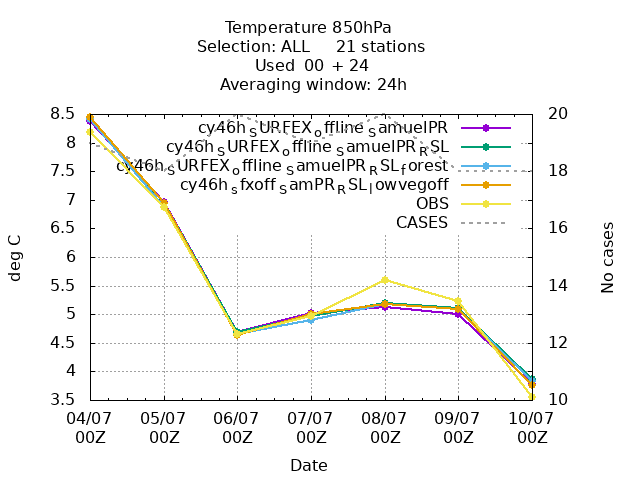 Temperature 850hPa
Selection: ALL 21 stations
Used 00 + 24
Averaging window: 24h
8.5
8
7.5
7
6.5
6
5.5
5
4.5
4
3.5
deg C
20
18
16
14
12
10
No cases
cy46h_SURFEX_offline_SamuelPR
cy46h_SURFEX_offline_SamuelPR_RSL
cy46h_SURFEX_offline_SamuelPR_RSL_forest
cy46h_sfxoff_SamPR_RSL_lowvegoff
OBS
CASES
04/07 05/07 06/07 07/07 08/07 09/07 10/07
00Z 00Z 00Z 00Z 00Z 00Z 00Z
Date